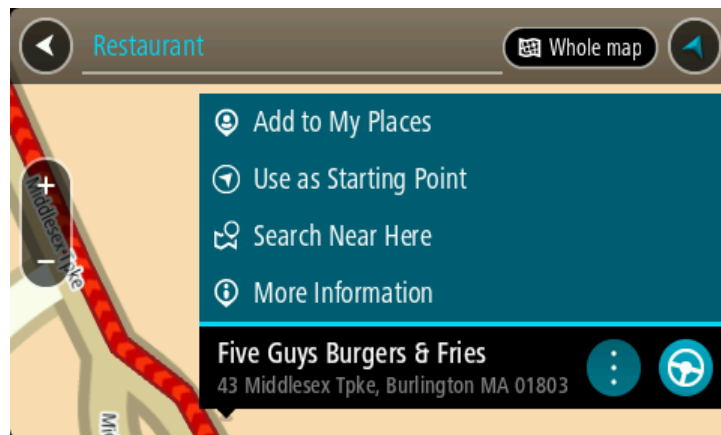 Restaurant
Whole map
Add to My Places
Use as Starting Point
Search Near Here
More Information
Five Guys Burgers & Fries
43 Middlesex Tpke, Burlington MA 01803
+
Middlesex Tpke
−
Mi